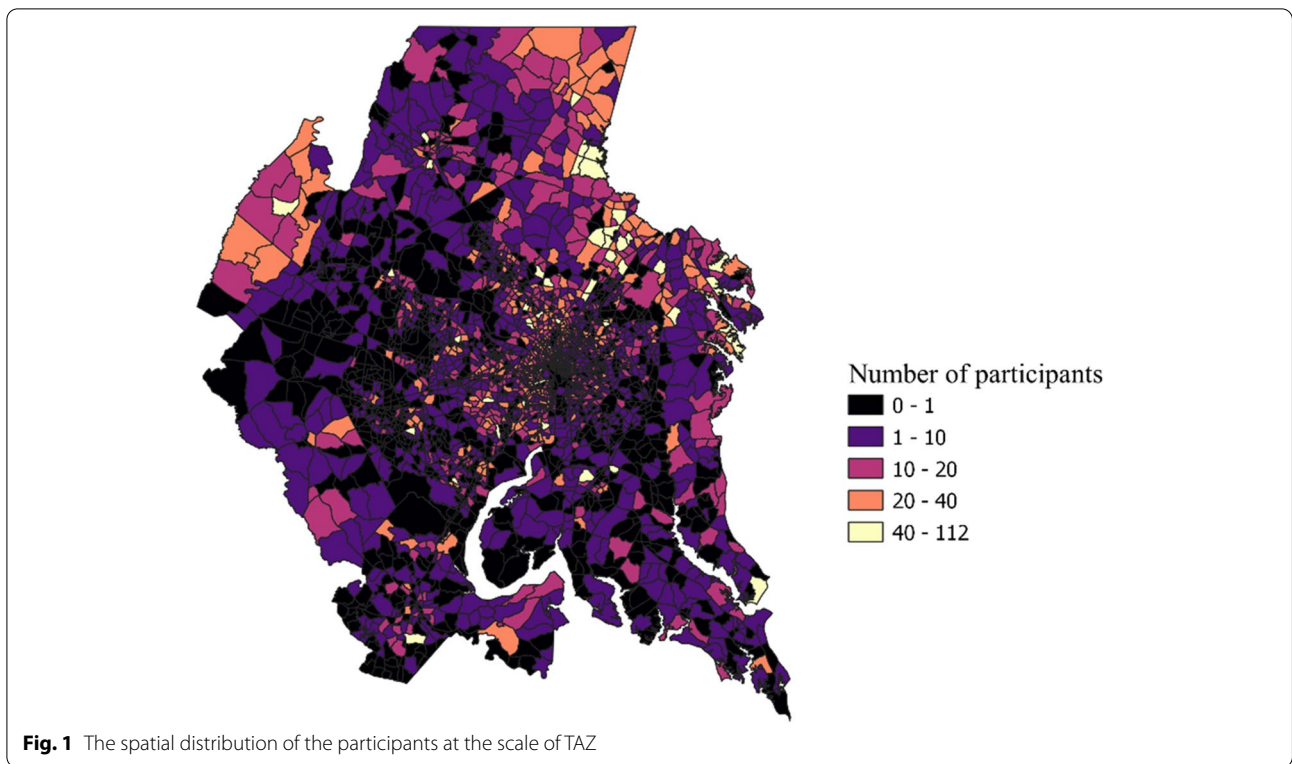 Number of participants
0 - 1
1 - 10
10 - 20
20 - 40
40 - 112
Fig. 1 The spatial distribution of the participants at the scale of TAZ